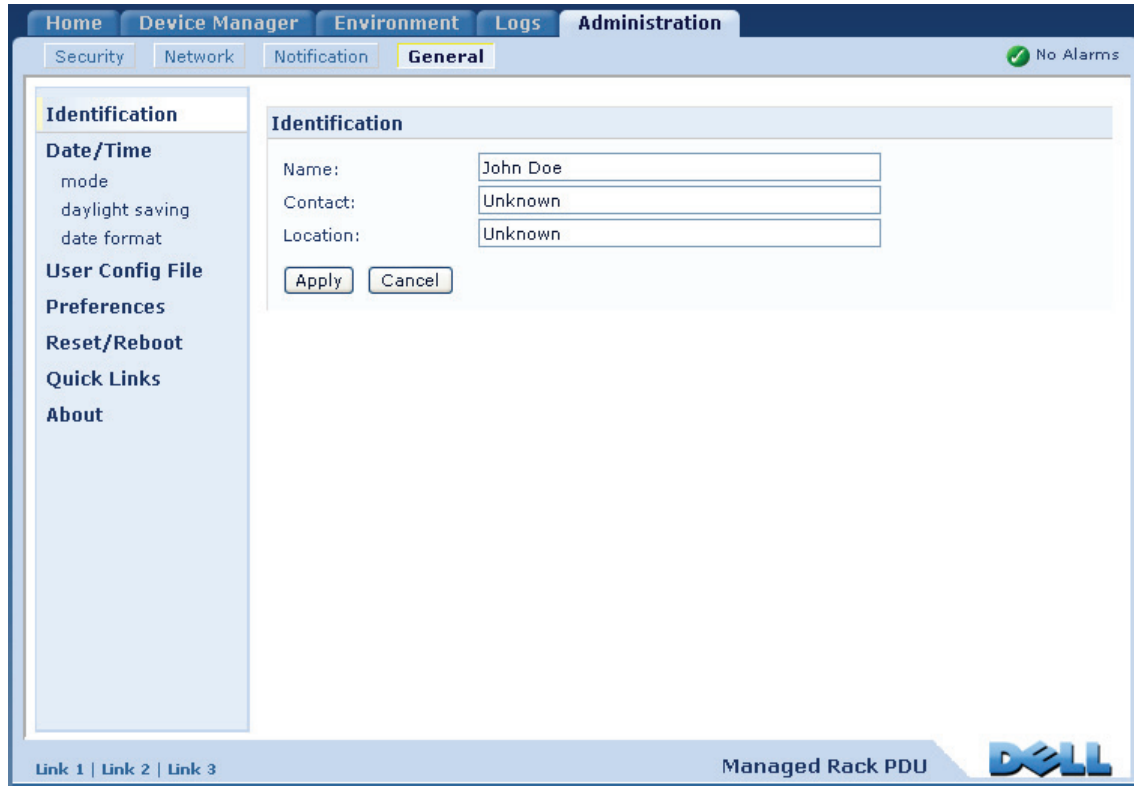 Home Device Manager Environment Logs Administration
Security Network Notification General No Alarms
Identification
Date/Time
mode
daylight saving
date format
User Config File
Preferences
Reset/Reboot
Quick Links
About
Identification
Name: John Doe
Contact: Unknown
Location: Unknown
Apply Cancel
Link 1 | Link 2 | Link 3
Managed Rack PDU
DELL